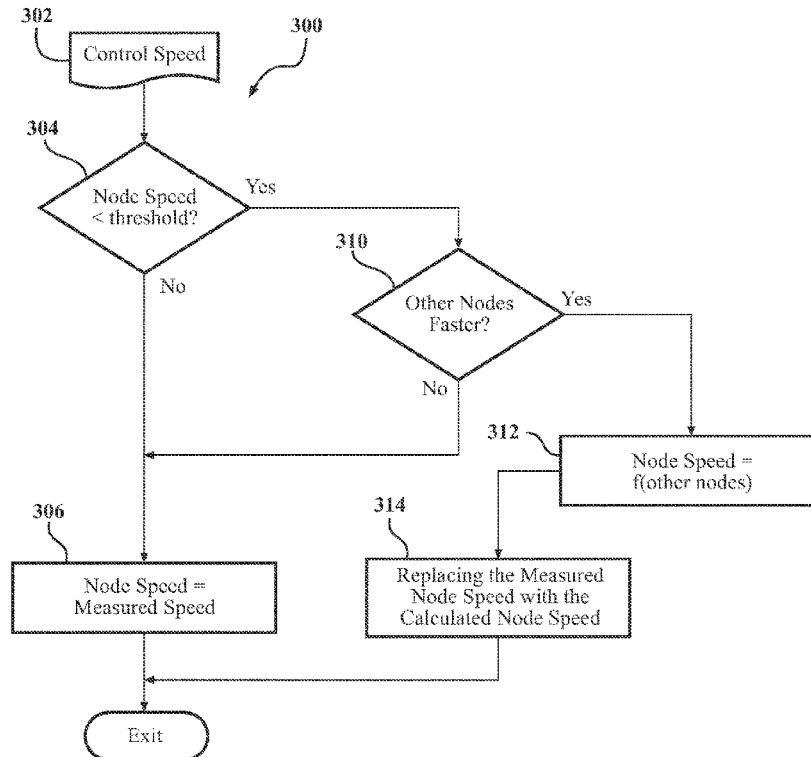 302
Control Speed
300
304
Node Speed
< threshold?
Yes
No
310
Other Nodes
Faster?
Yes
No
312
Node Speed =
f(other nodes)
306
Node Speed =
Measured Speed
314
Replacing the Measured
Node Speed with the
Calculated Node Speed
Exit